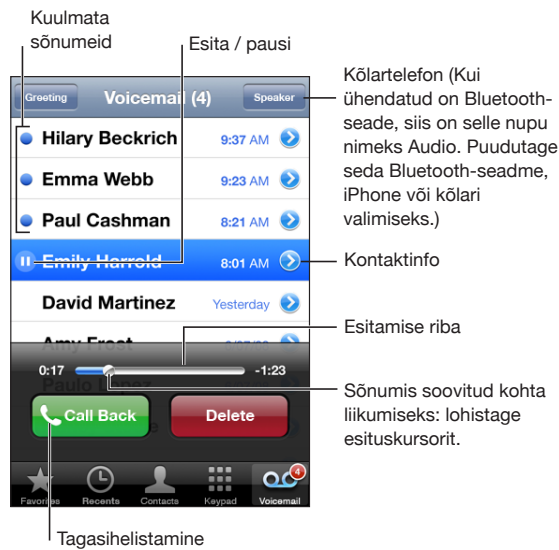 Kuulmata
sõnumeid
Esita / pausi
Greeting
Voicemail (4)
Speaker
Kõlartelefon (Kui
ühendatud on Bluetooth-
seade, siis on selle nupu
nimeks Audio. Puudutage
seda Bluetooth-seadme,
iPhone või kõlari
valimiseks.)
Hilary Beckrich 9:37 AM
Emma Webb 9:23 AM
Paul Cashman 8:21 AM
Emily Harrold 8:01 AM
Kontaktinfo
David Martinez Yesterday
Amy Frost
Esitamise riba
0:17 -1:23
Paulo Lopez
Sõnumis soovitud kohta
liikumiseks: lohistage
esituskursorit.
Call Back
Delete
Favorites Recents Contacts Keypad Voicemail
4
Tagasihelistamine